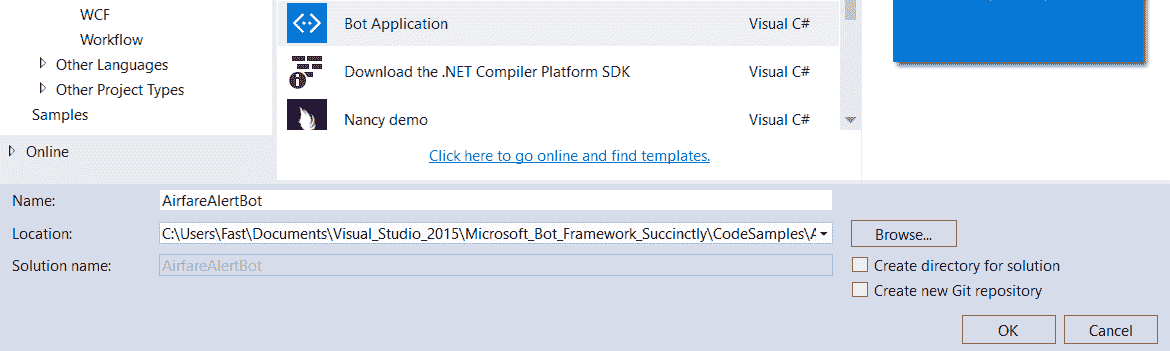 WCF
Workflow
Other Languages
Other Project Types
Samples
Online
Bot Application Visual C#
Download the .NET Compiler Platform SDK Visual C#
Nancy demo Visual C#
Click here to go online and find templates.
Name: AirfareAlertBot
Location: C:\Users\Fast\Documents\Visual_Studio_2015\Microsoft_Bot_Framework_Succinctly\CodeSamples\A Browse...
Solution name: AirfareAlertBot Create directory for solution
Create new Git repository
OK Cancel